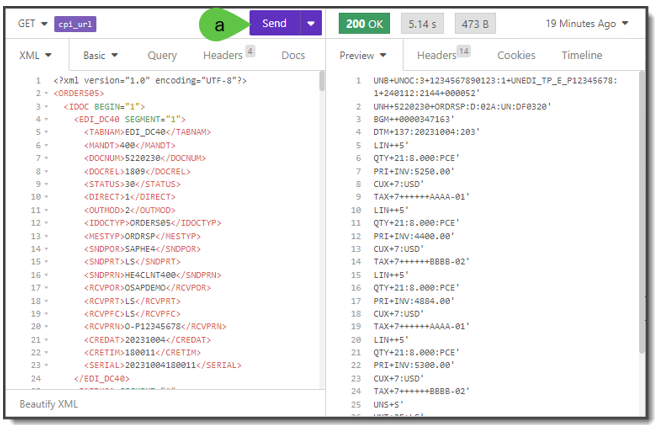 GET cpi_url a Send 200 OK 5.14 S 473 B 19 Minutes Ago
XML Basic Query Headers 4 Docs Preview Headers 14 Cookies Timeline
1 <?xml version="1.0" encoding="UTF-8"?>
2 <ORDERS05>
3 <IDOC BEGIN="1">
4 <EDI_DC40 SEGMENT="1">
5 <TABNAM>EDI_DC40</TABNAM>
6 <MANDT>400</MANDT>
7 <DOCNUM>5220230</DOCNUM>
8 <DOCREL>1809</DOCREL>
9 <STATUS>30</STATUS>
10 <DIRECT>1</DIRECT>
11 <OUTMOD>2</OUTMOD>
12 <IDOCTYP>ORDERS05</IDOCTYP>
13 <MESTYP>ORDRSP</MESTYP>
14 <SNDPOR>SAPHE4</SNDPOR>
15 <SNDPRT>LS</SNDPRT>
16 <SNDPRN>HE4CLNT400</SNDPRN>
17 <RCVPOR>OSAPDEMO</RCVPOR>
18 <RCVPRT>LS</RCVPRT>
19 <RCVPFC>LS</RCVPFC>
20 <RCVPRN>O-P12345678</RCVPRN>
21 <CREDAT>20231004</CREDAT>
22 <CRETIM>180011</CRETIM>
23 <SERIAL>20231004180011</SERIAL>
24 </EDI_DC40>
Beautify XML
1 UNB+UNOC:3+1234567890123:1+UNEDI_TP_E_P12345678:
1+240112:2144+000052'
2 UNH+5220230+ORDRSP:D:02A:UN:DF0320'
3 BGM++0000347163'
4 DTM+137:20231004:203'
5 LIN++5'
6 QTY+21:8.000:PCE'
7 PRI+INV:5250.00'
8 CUX+7:USD'
9 TAX+7++++++AAAA-01'
10 LIN++5'
11 QTY+21:8.000:PCE'
12 PRI+INV:4400.00'
13 CUX+7:USD'
14 TAX+7++++++BBBB-02'
15 LIN++5'
16 QTY+21:8.000:PCE'
17 PRI+INV:4884.00'
18 CUX+7:USD'
19 TAX+7++++++AAAA-01'
20 LIN++5'
21 QTY+21:8.000:PCE'
22 PRI+INV:5300.00'
23 CUX+7:USD'
24 TAX+7++++++BBBB-02'
25 UNS+S'